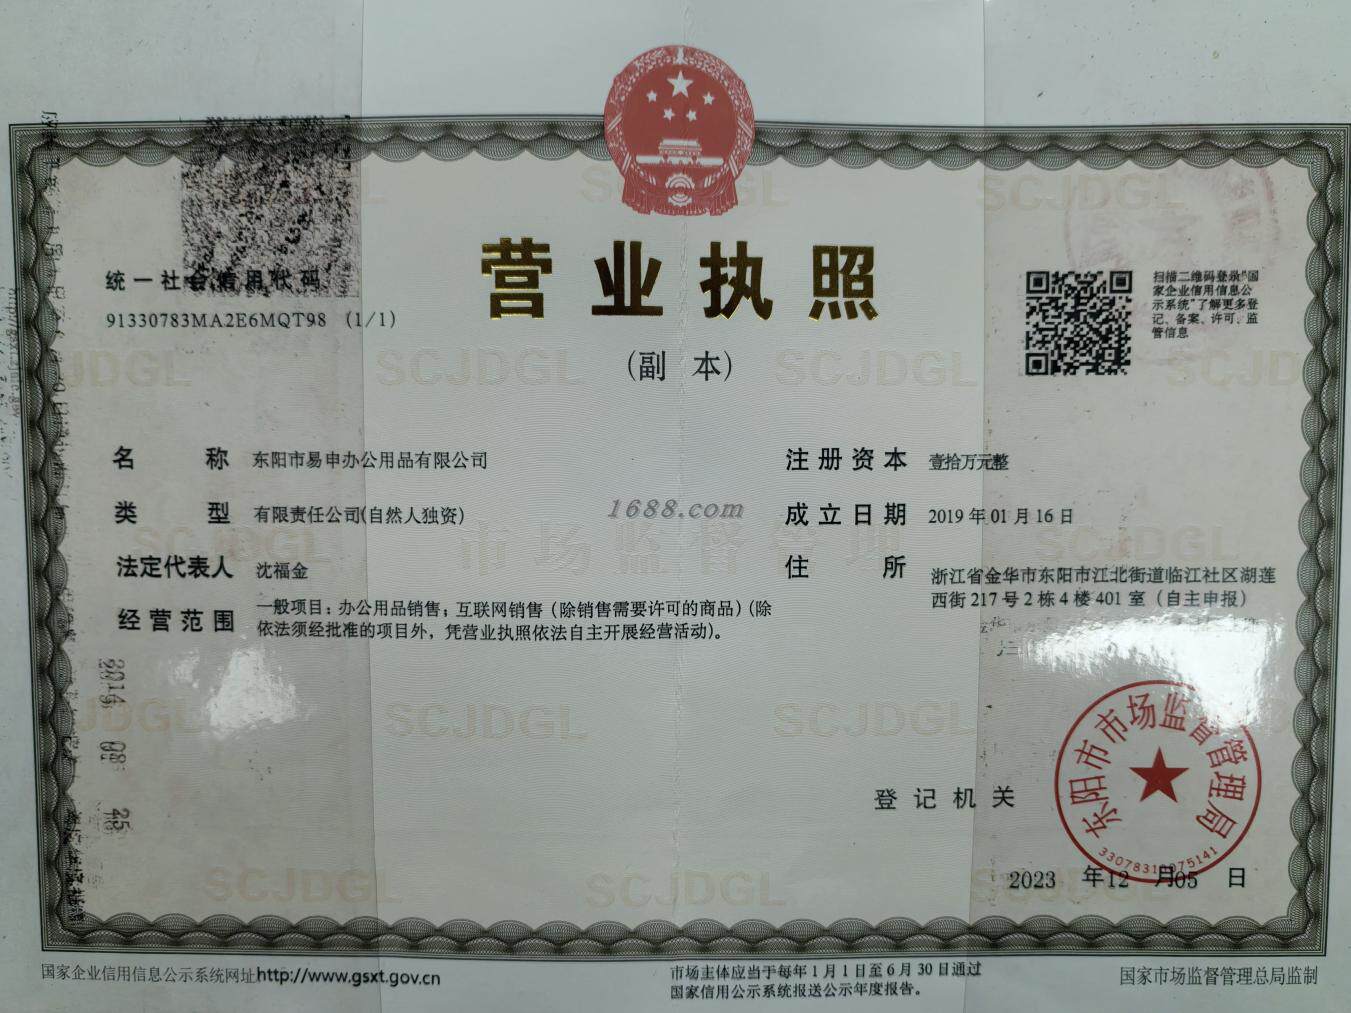 营业执照
(副 本)
统一社会信用代码
91330783MA2E6MQT98 (1/1)
扫描二维码登录"国
家企业信用信息公
示系统"了解更多登
记、备案、许可、监
管信息
名 称 东阳市易申办公用品有限公司
类 型 有限责任公司(自然人独资)
法定代表人 沈福金
经营范围 一般项目：办公用品销售；互联网销售（除销售需要许可的商品）(除
依法须经批准的项目外，凭营业执照依法自主开展经营活动)。
注册资本 壹拾万元整
成立日期 2019年01月16日
住 所 浙江省金华市东阳市江北街道临江社区湖莲
西街217号2栋4楼401室（自主申报）
1688.com
市场监督管理
SCJDGL
登记机关
东阳市市场监督管理局
2023 年12 月05 日
2014 08 25
国家企业信用信息公示系统网址http://www.gsxt.gov.cn
市场主体应当于每年1月1日至6月30日通过
国家信用公示系统报送公示年度报告。
国家市场监督管理总局监制